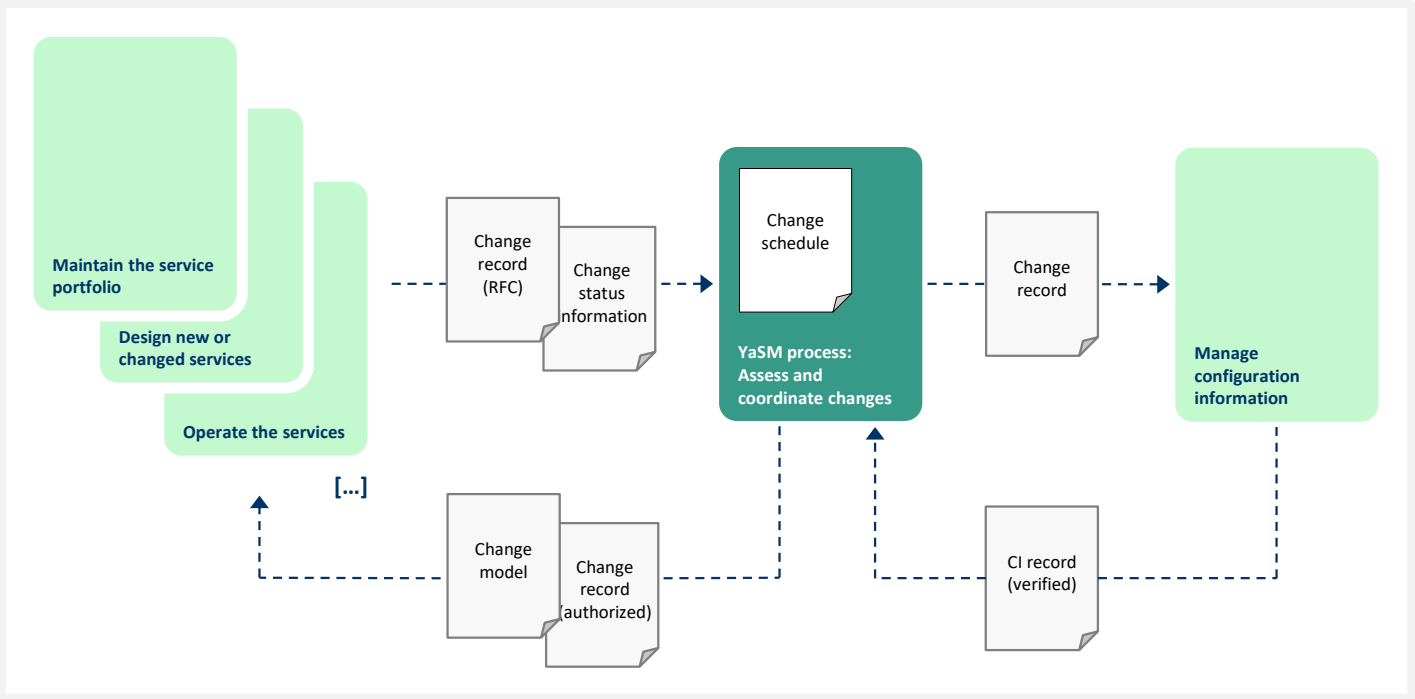 Maintain the service
portfolio
Design new or
changed services
Operate the services
[...]
Change
record
(RFC)
Change
status
nformation
Change
schedule
YaSM process:
Assess and
coordinate changes
Change
record
Manage
configuration
information
Change
model
Change
record
(authorized)
CI record
(verified)